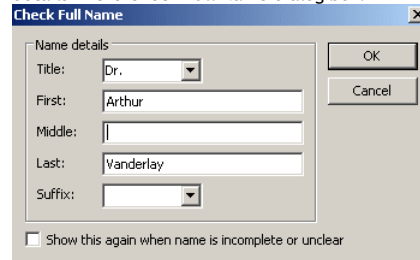 Check Full Name
Name details
Title: Dr.
First: Arthur
Middle:
Last: Vanderlay
Suffix:
OK
Cancel
Show this again when name is incomplete or unclear